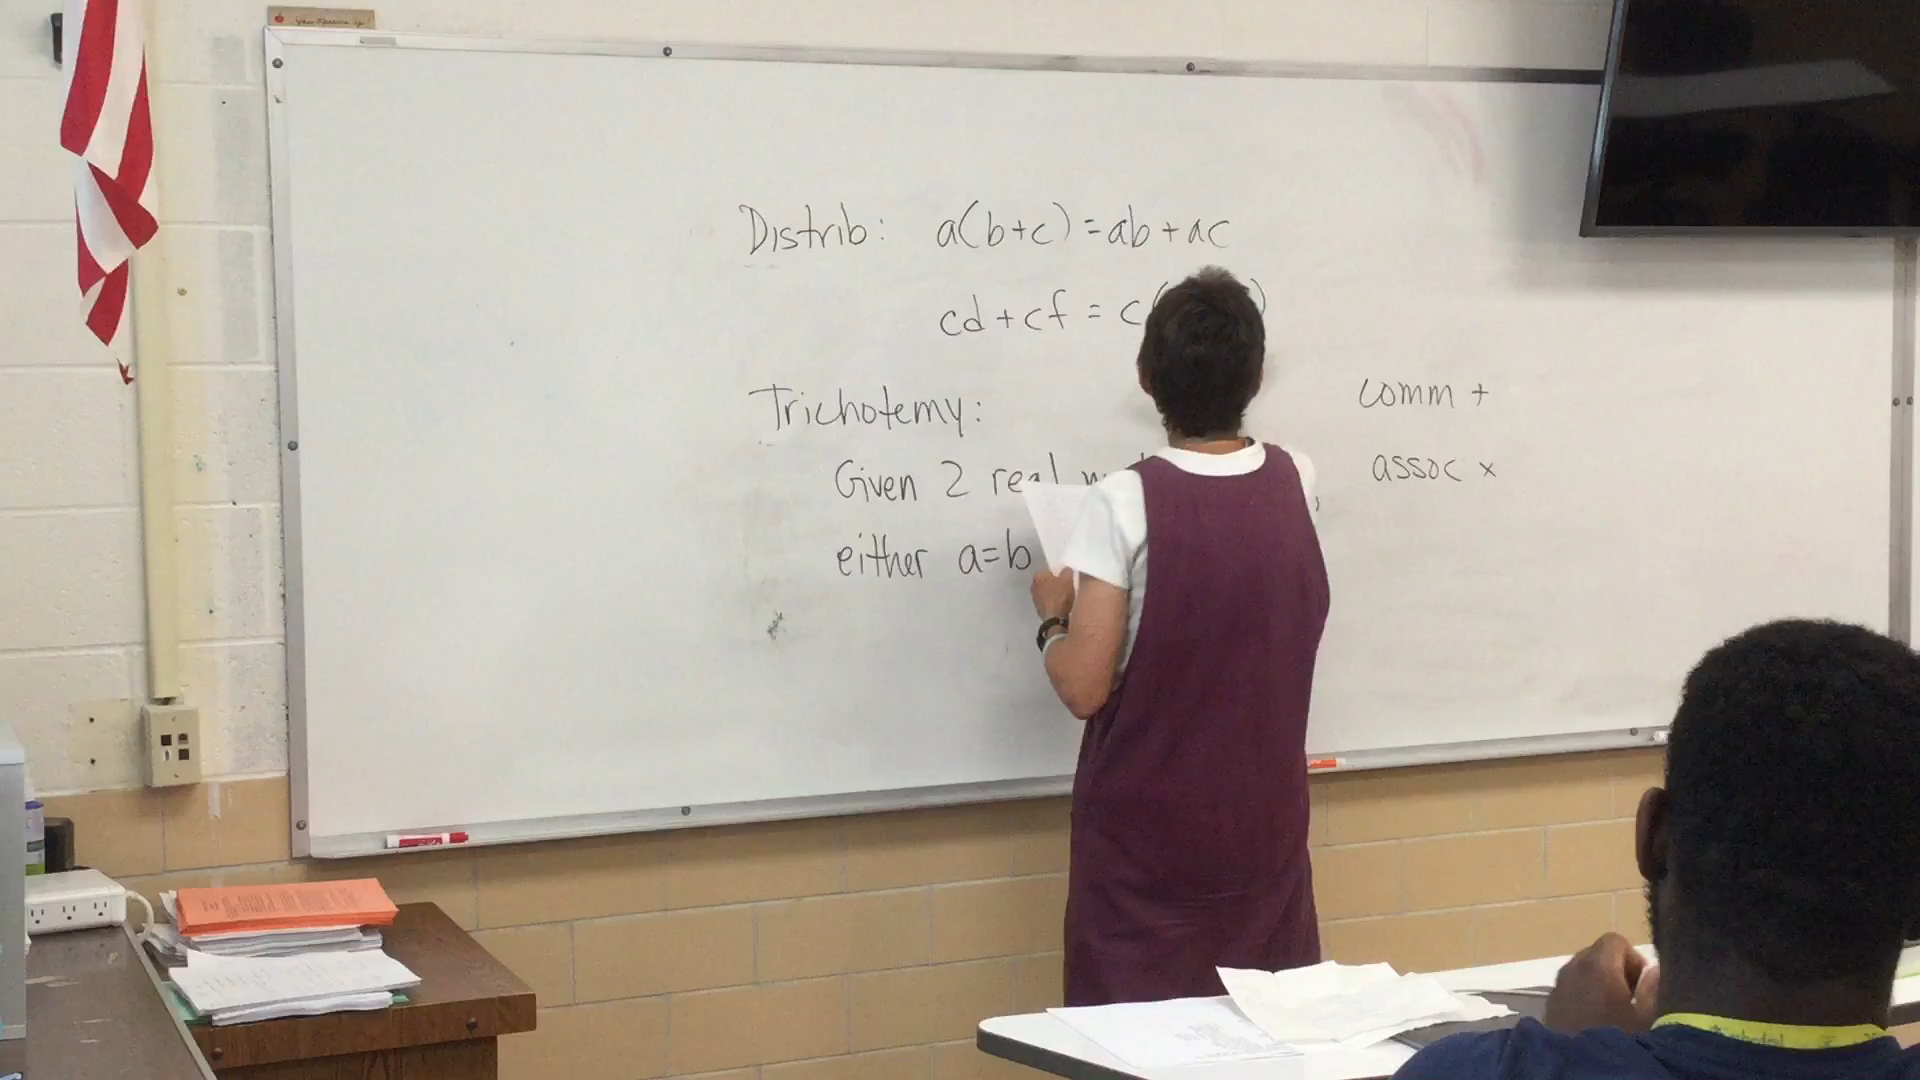 Distrib: a(b+c)=ab+ac
cd+cf = c
Trichotemy:
Given 2 real
either a=b
comm +
assoc ×